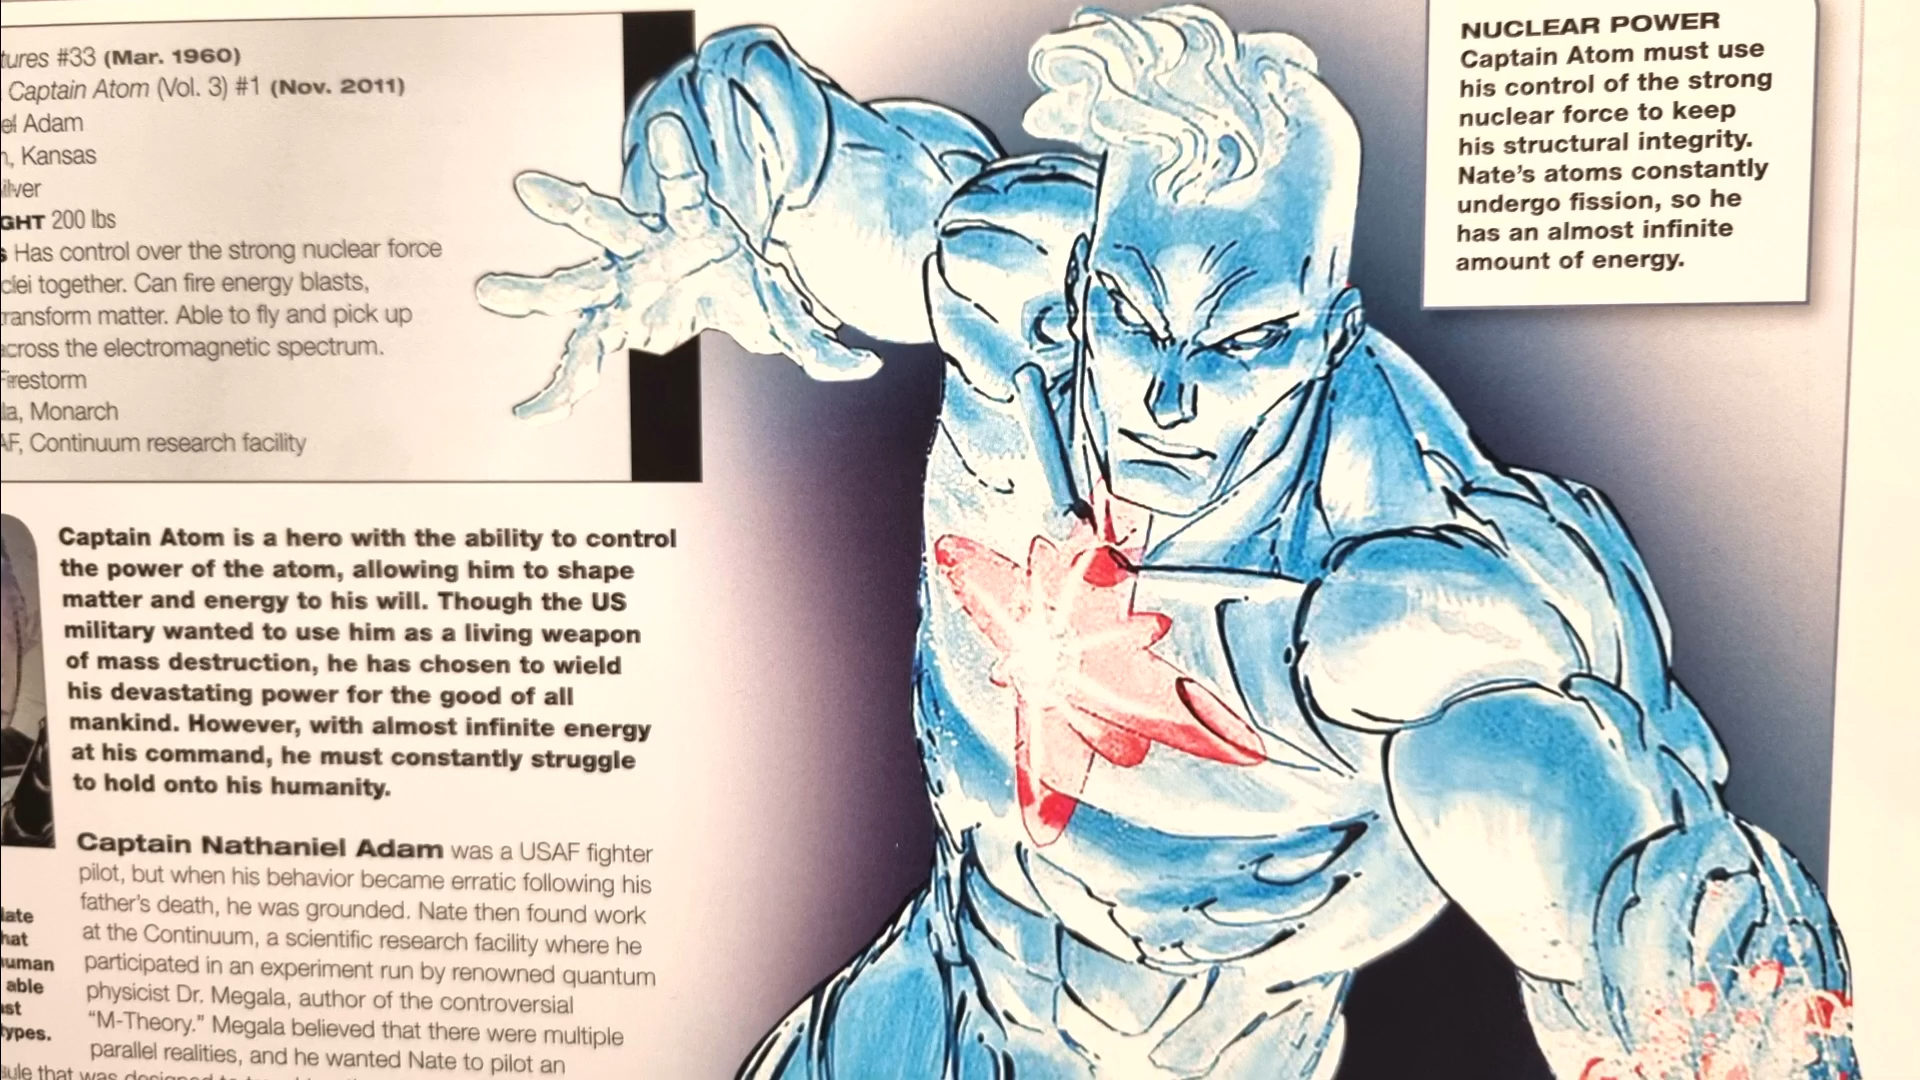 tures #33 (Mar. 1960)
Captain Atom (Vol. 3) #1 (Nov. 2011)
el Adam
n, Kansas
ilver
GHT 200 lbs
s Has control over the strong nuclear force
clei together. Can fire energy blasts,
transform matter. Able to fly and pick up
across the electromagnetic spectrum.
Firestorm
la, Monarch
AF, Continuum research facility
NUCLEAR POWER
Captain Atom must use
his control of the strong
nuclear force to keep
his structural integrity.
Nate's atoms constantly
undergo fission, so he
has an almost infinite
amount of energy.
Captain Atom is a hero with the ability to control
the power of the atom, allowing him to shape
matter and energy to his will. Though the US
military wanted to use him as a living weapon
of mass destruction, he has chosen to wield
his devastating power for the good of all
mankind. However, with almost infinite energy
at his command, he must constantly struggle
to hold onto his humanity.
Captain Nathaniel Adam was a USAF fighter
pilot, but when his behavior became erratic following his
father's death, he was grounded. Nate then found work
at the Continuum, a scientific research facility where he
participated in an experiment run by renowned quantum
physicist Dr. Megala, author of the controversial
"M-Theory." Megala believed that there were multiple
parallel realities, and he wanted Nate to pilot an
sule that was designed to
late
hat
uman
able
ast
types.